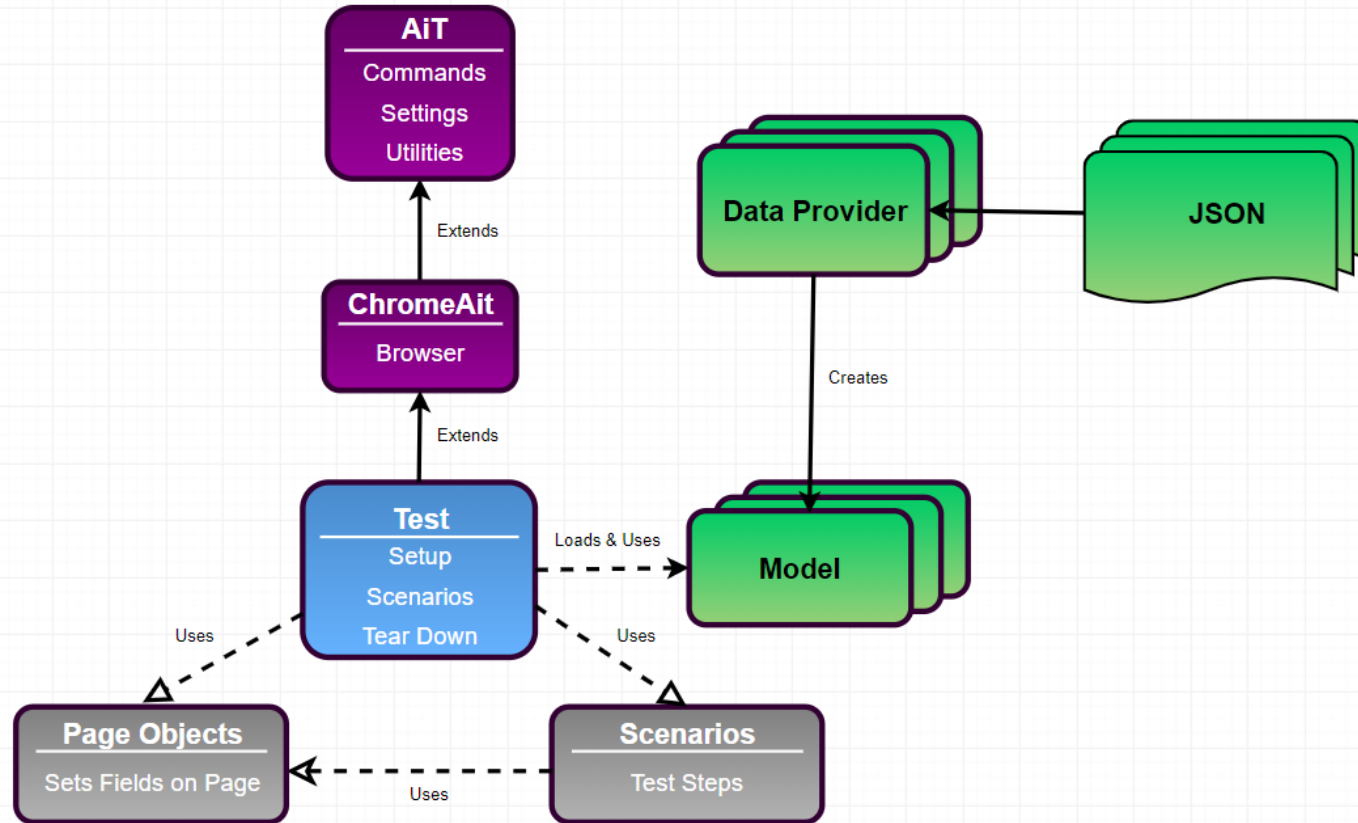 AiT
Commands
Settings
Utilities
Extends
ChromeAit
Browser
Extends
Test
Setup
Scenarios
Tear Down
Data Provider
JSON
Creates
Loads & Uses
Model
Uses
Uses
Page Objects
Sets Fields on Page
Uses
Scenarios
Test Steps